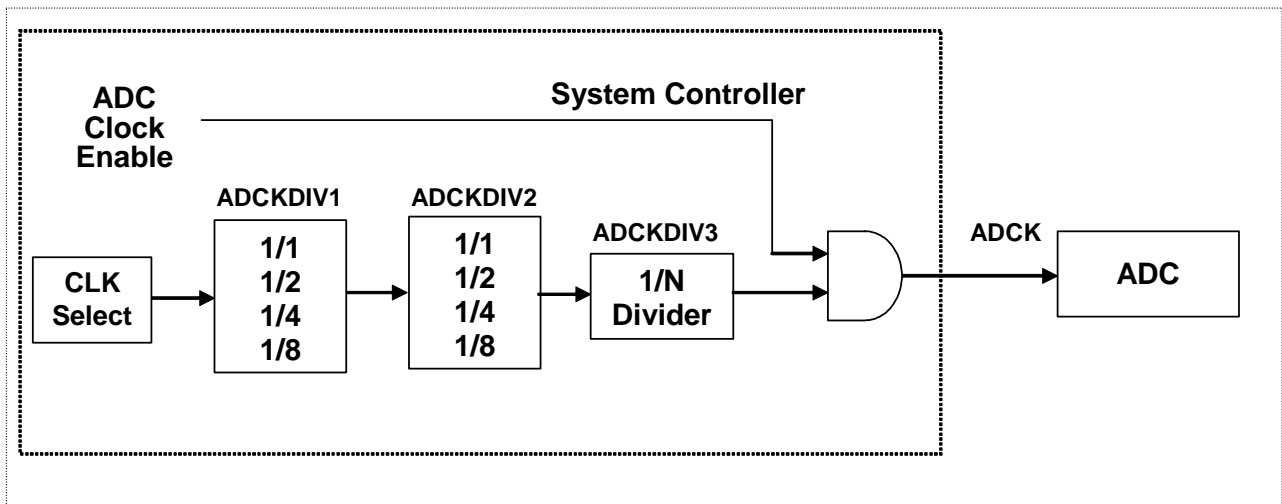 ADC
Clock
Enable
System Controller
ADCKDIV1
ADCKDIV2
ADCKDIV3
ADCK
CLK
Select
1/1
1/2
1/4
1/8
1/1
1/2
1/4
1/8
1/N
Divider
ADC